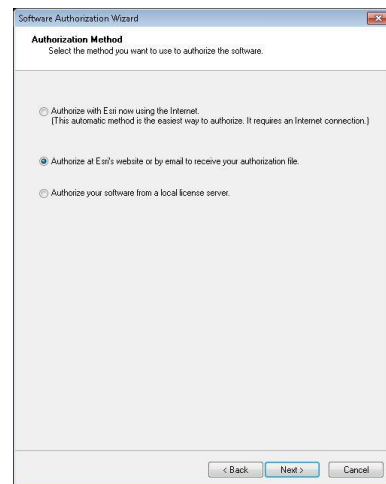 Software Authorization Wizard
Authorization Method
Select the method you want to use to authorize the software.
Authorize with Esri now using the Internet.
(This automatic method is the easiest way to authorize. It requires an Internet connection.)
Authorize at Esri's website or by email to receive your authorization file.
Authorize your software from a local license server.
< Back Next > Cancel